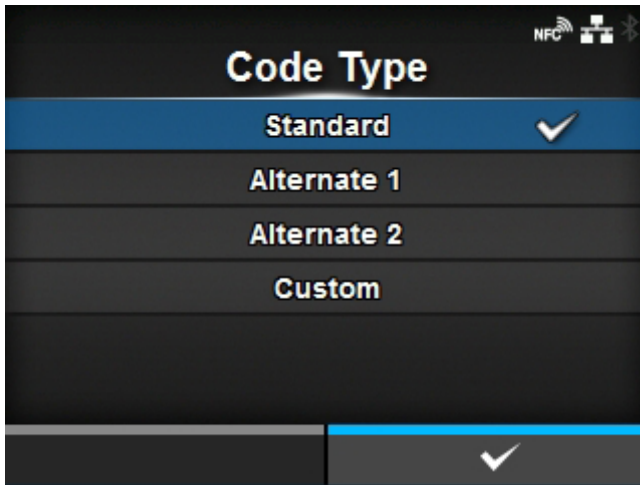 NFC
Code Type
Standard
Alternate 1
Alternate 2
Custom